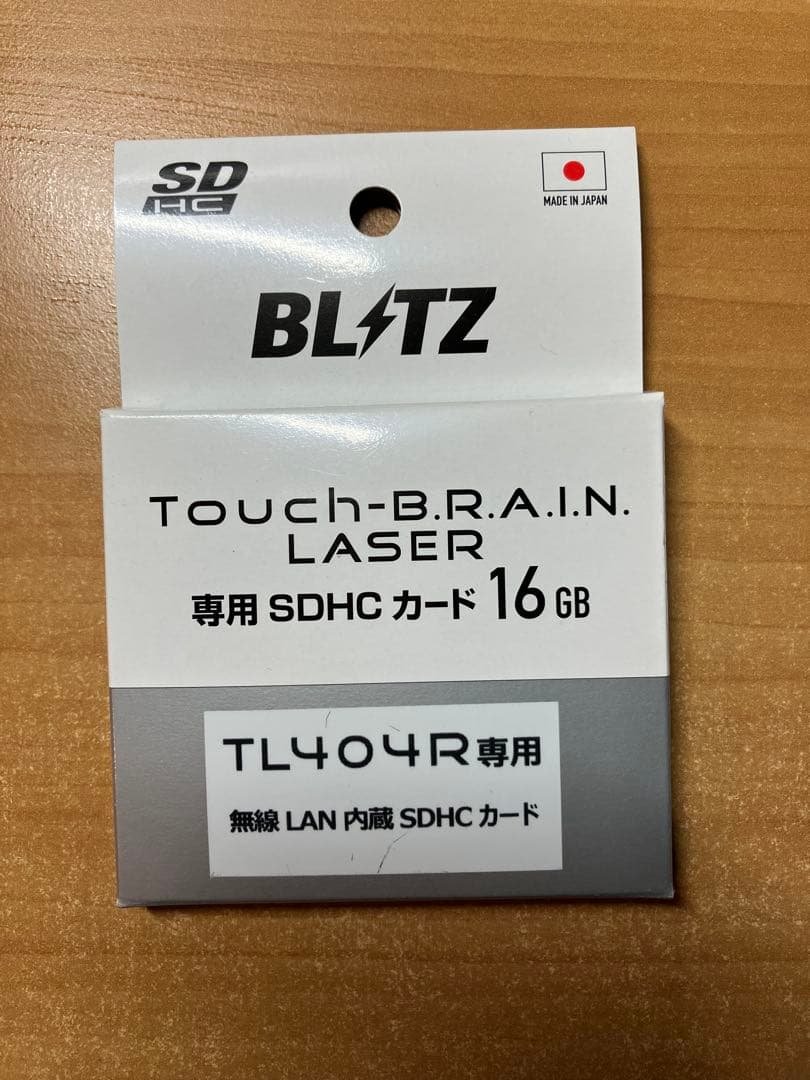 SD
HC
MADE IN JAPAN
BLITZ
Touch-B.R.A.I.N.
LASER
専用 SDHC カード 16 GB
TL404R専用
無線 LAN 内蔵 SDHC カード